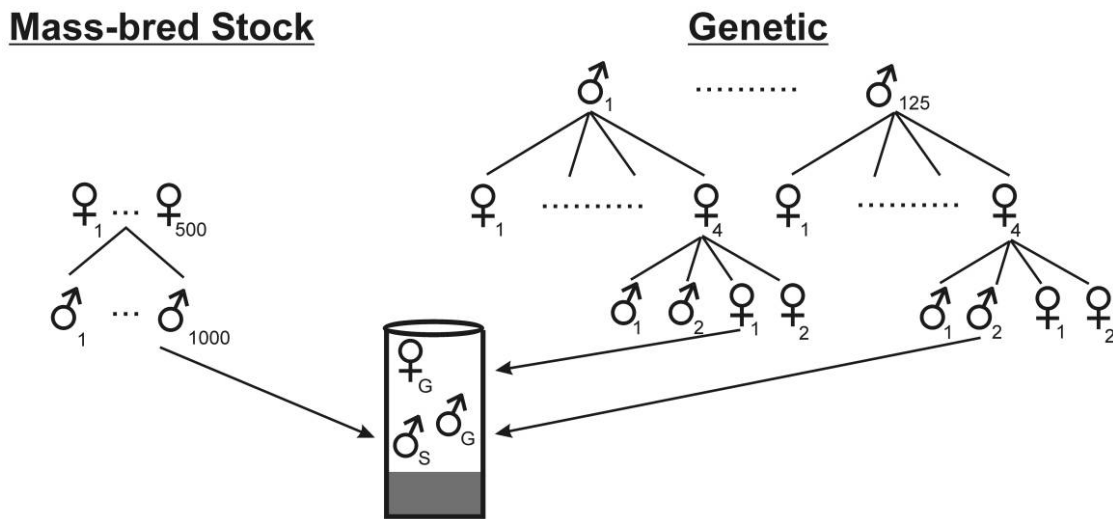 Mass-bred Stock
Genetic
♂1 ............ ♂125
♀1 ... ♀500
♀1 ............ ♀4
♀1 ............ ♀4
♂1 ♂2 ♀1 ♀2
♂1 ♂2 ♀1 ♀2
♂1 ... ♂1000
♀G
♂S ♂G